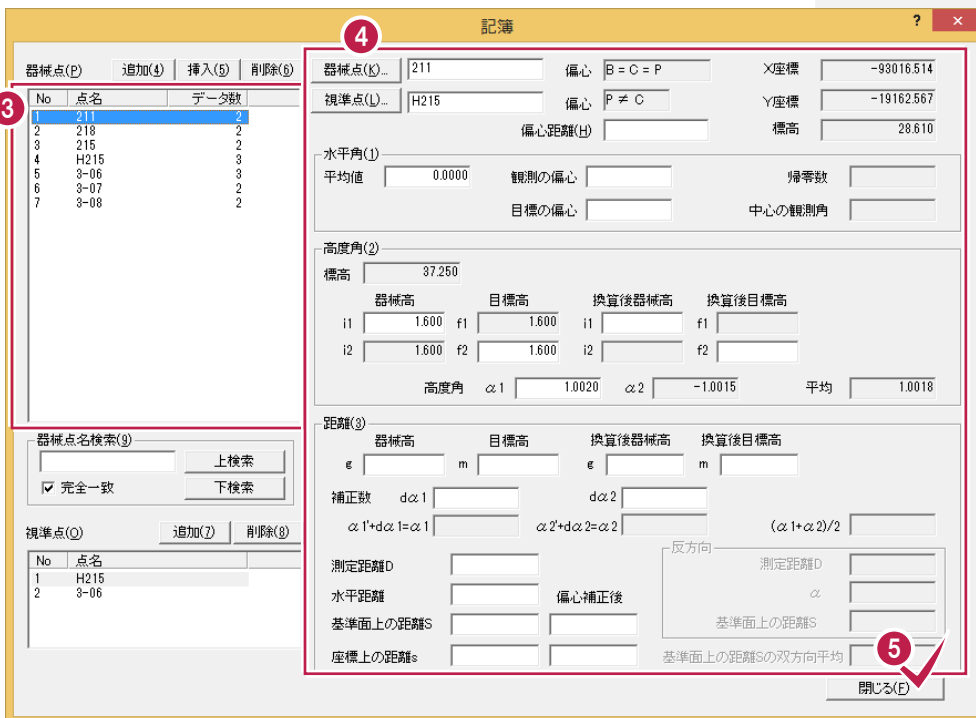 記簿
? ×
4
器械点(P) 追加(4) 挿入(5) 削除(6)
3
No 点名 データ数
1 211 2
2 218 2
3 215 2
4 H215 3
5 3-06 3
6 3-07 2
7 3-08 2
器械点名検索(9)
上検索
✓ 完全一致 下検索
視準点(O) 追加(7) 削除(8)
No 点名
1 H215
2 3-06
器械点(K)... 211 偏心 B = C = P X座標 -93016.514
視準点(L)... H215 偏心 P ≠ C Y座標 -19162.567
偏心距離(H) 標高 28.610
水平角(1)
平均値 0.0000 観測の偏心 帰零数
目標の偏心 中心の観測角
高度角(2)
標高 37.250
器械高 目標高 換算後器械高 換算後目標高
i1 1.600 f1 1.600 i1 f1
i2 1.600 f2 1.600 i2 f2
高度角 α1 1.0020 α2 -1.0015 平均 1.0018
距離(3)
器械高 目標高 換算後器械高 換算後目標高
g m g m
補正数 dα1 dα2
α1'+dα1=α1 α2'+dα2=α2 (α1+α2)/2
反方向
測定距離D 測定距離D
水平距離 偏心補正後 α
基準面上の距離S 基準面上の距離S
座標上の距離s 基準面上の距離Sの双方向平均
5
閉じる(F)